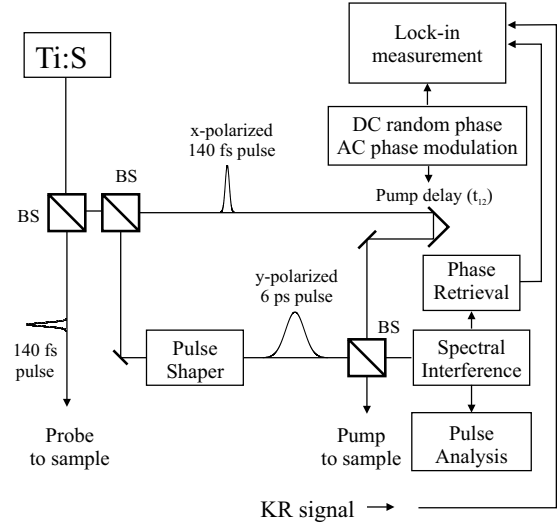 Lock-in
measurement
Ti:S
x-polarized
140 fs pulse
DC random phase
AC phase modulation
BS
BS
Pump delay (t₁₂)
y-polarized
6 ps pulse
Phase
Retrieval
BS
140 fs
pulse
Pulse
Shaper
Spectral
Interference
Probe
to sample
Pump
to sample
Pulse
Analysis
KR signal